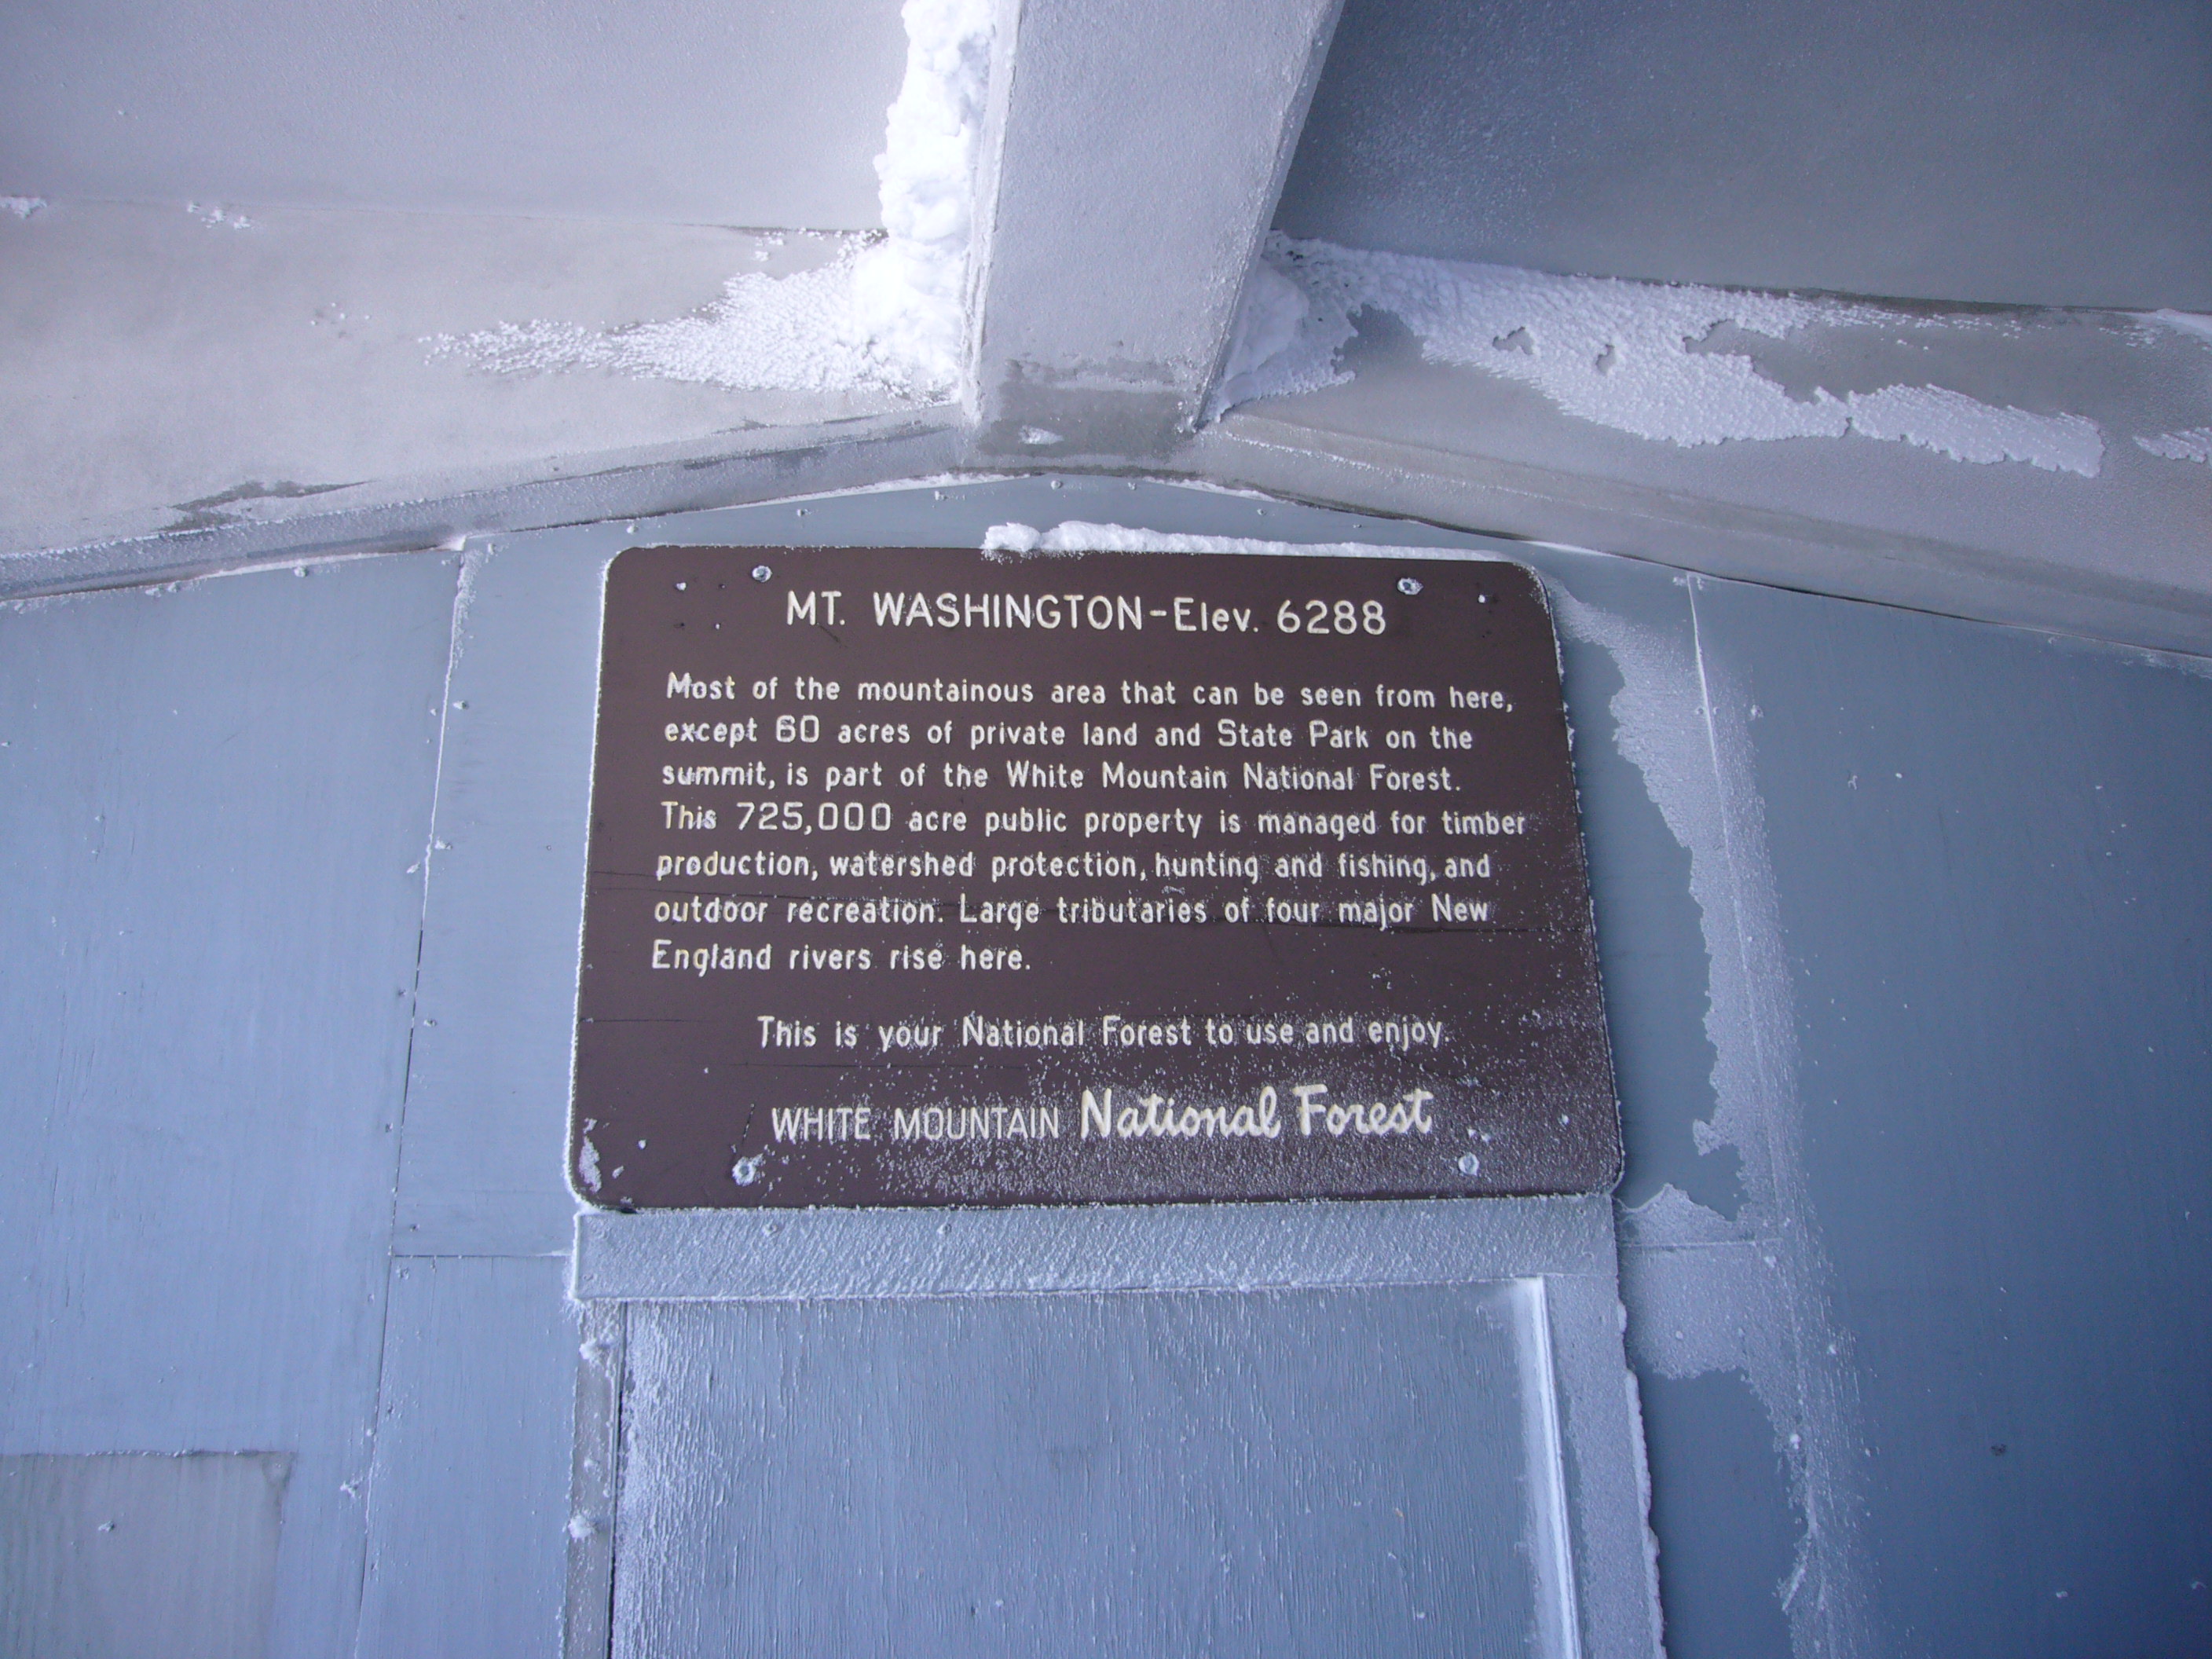 MT. WASHINGTON-Elev. 6288
Most of the mountainous area that can be seen from here,
except 60 acres of private land and State Park on the
summit, is part of the White Mountain National Forest.
This 725,000 acre public property is managed for timber
production, watershed protection, hunting and fishing, and
outdoor recreation. Large tributaries of four major New
England rivers rise here.
This is your National Forest to use and enjoy.
WHITE MOUNTAIN National Forest